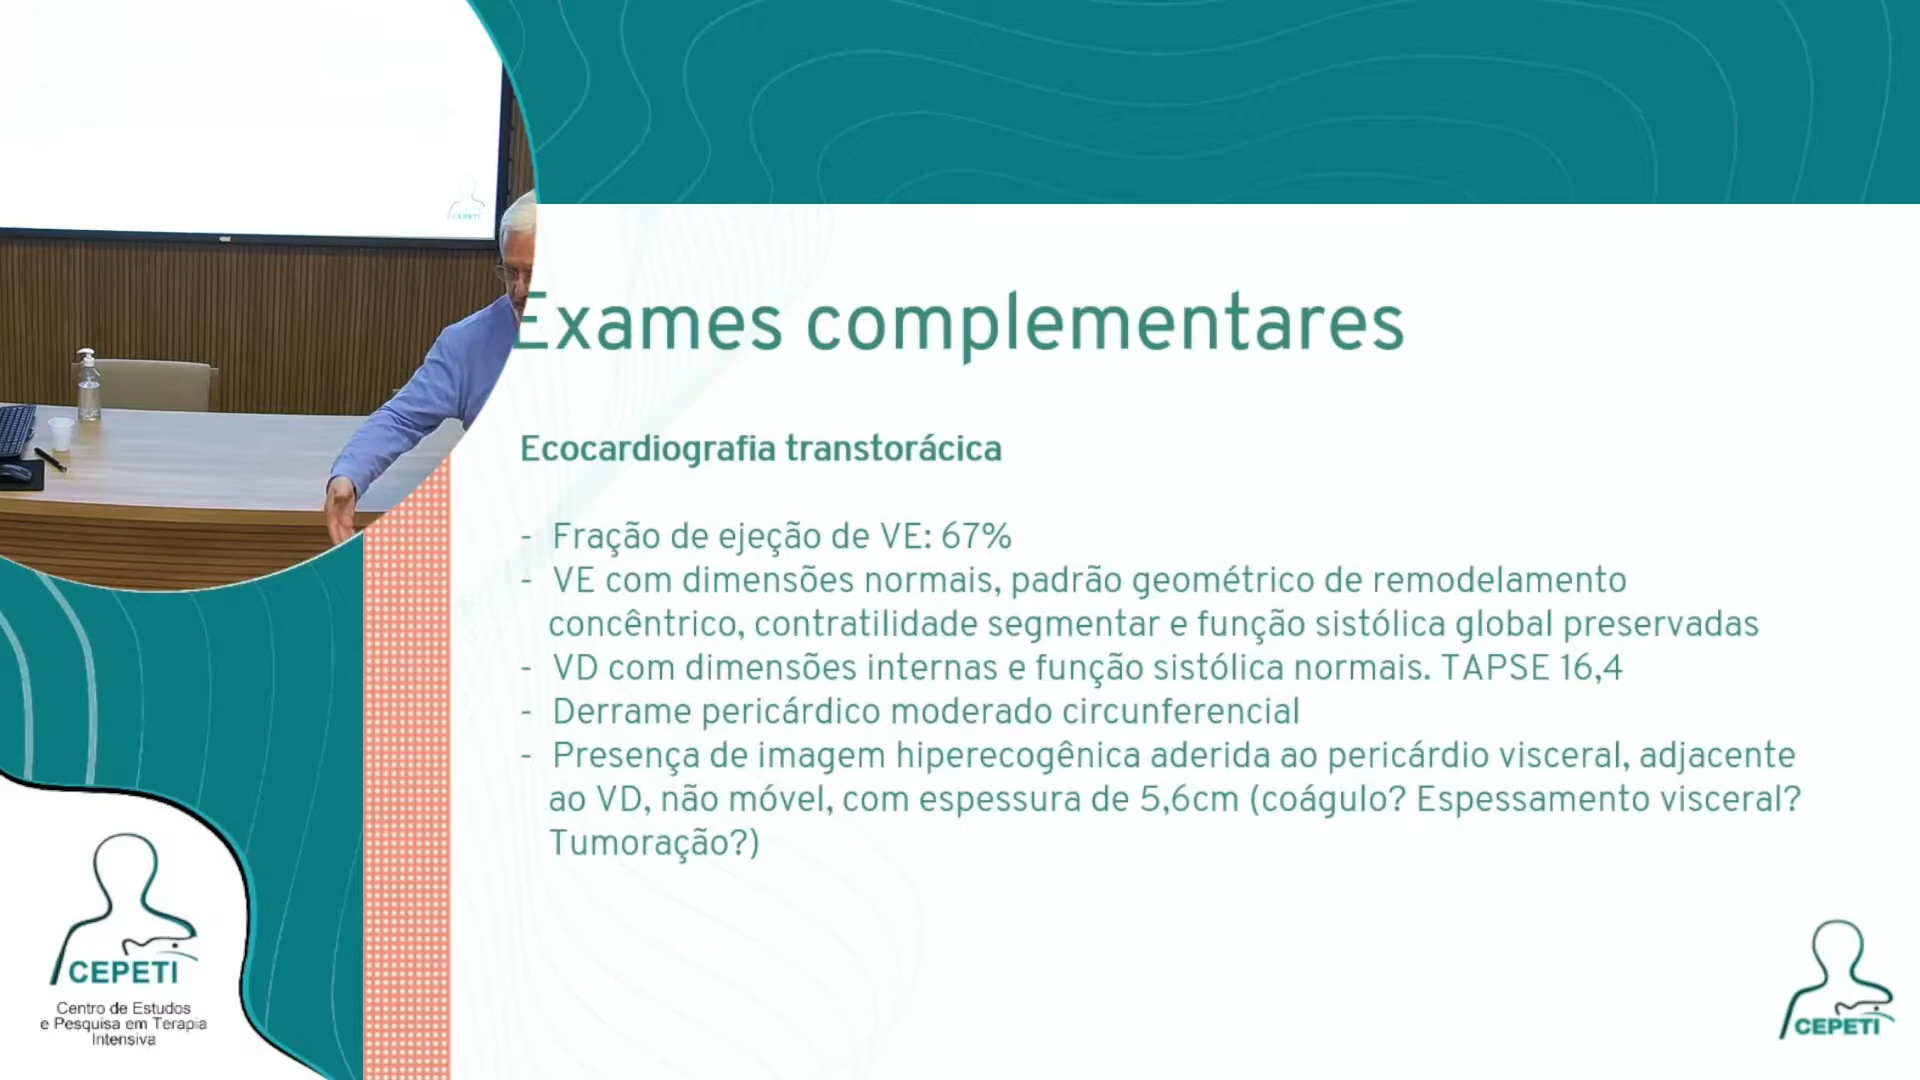 Exames complementares
Ecocardiografia transtorácica
- Fração de ejeção de VE: 67%
- VE com dimensões normais, padrão geométrico de remodelamento
concêntrico, contratilidade segmentar e função sistólica global preservadas
- VD com dimensões internas e função sistólica normais. TAPSE 16,4
- Derrame pericárdico moderado circunferencial
- Presença de imagem hiperecogênica aderida ao pericárdio visceral, adjacente
ao VD, não móvel, com espessura de 5,6cm (coágulo? Espessamento visceral?
Tumoração?)
CEPETI
Centro de Estudos
e Pesquisa em Terapia
Intensiva
CEPETI
CEPETI